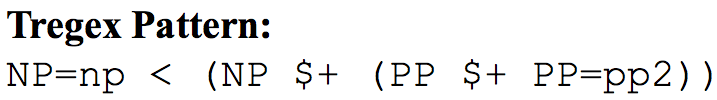 Tregex Pattern:
NP=np < (NP $+ (PP $+ PP=pp2))